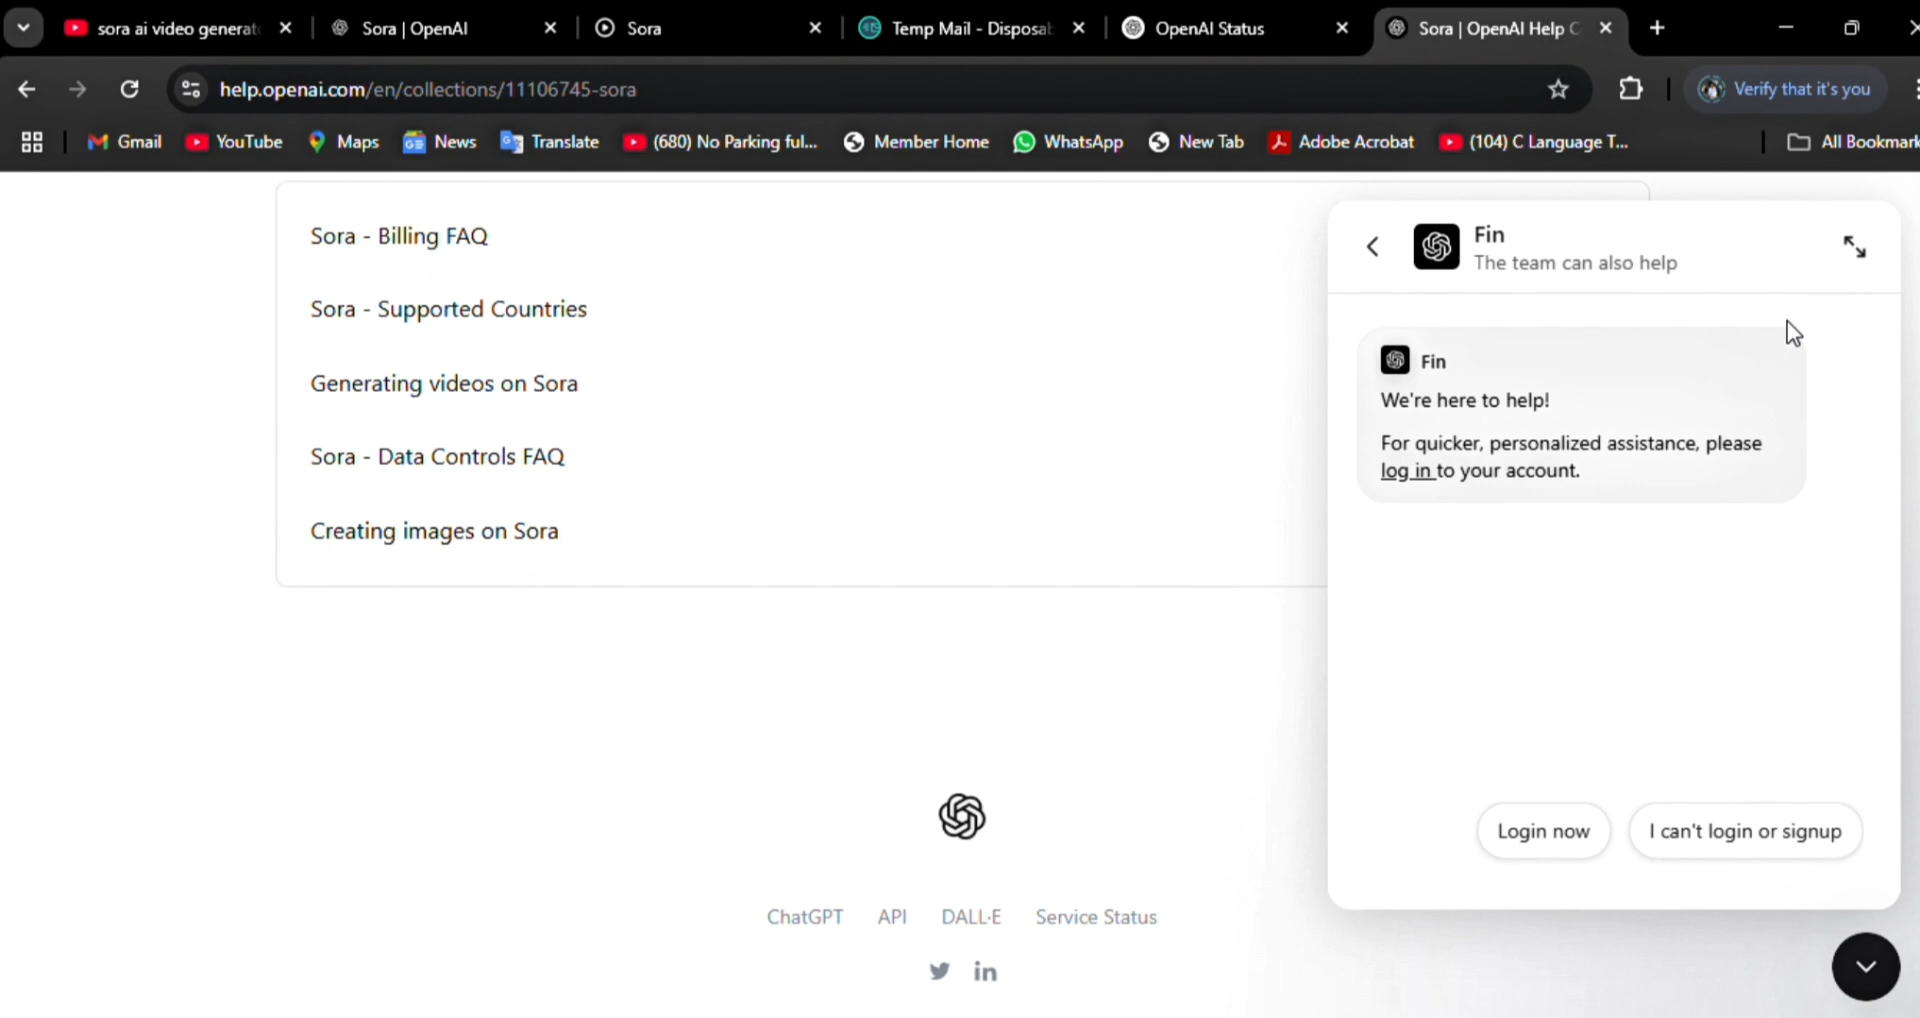 sora ai video generat
Sora | OpenAI
Sora
Temp Mail - Disposab
OpenAI Status
Sora | OpenAI Help C
help.openai.com/en/collections/11106745-sora
Verify that it's you
Gmail
YouTube
Maps
News
Translate
(680) No Parking ful...
Member Home
WhatsApp
New Tab
Adobe Acrobat
(104) C Language T...
All Bookmark
Sora - Billing FAQ
Sora - Supported Countries
Generating videos on Sora
Sora - Data Controls FAQ
Creating images on Sora
Fin
The team can also help
Fin
We're here to help!
For quicker, personalized assistance, please
log in to your account.
Login now
I can't login or signup
ChatGPT
API
DALL·E
Service Status